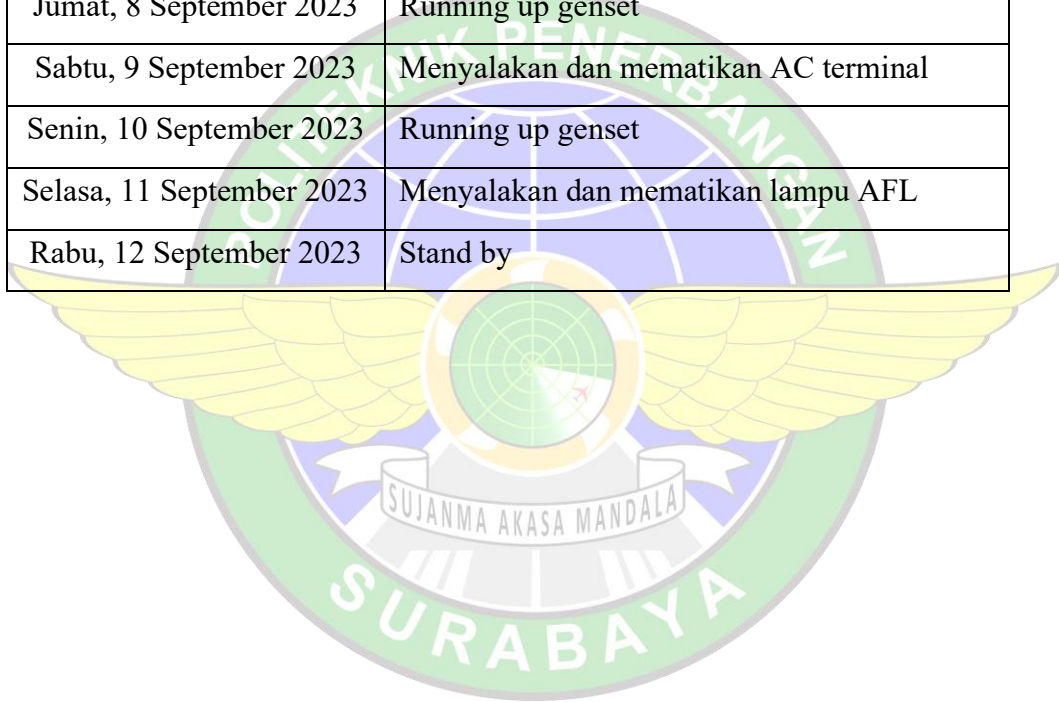 Jumat, 8 September 2023 Running up genset
Sabtu, 9 September 2023 Menyalakan dan mematikan AC terminal
Senin, 10 September 2023 Running up genset
Selasa, 11 September 2023 Menyalakan dan mematikan lampu AFL
Rabu, 12 September 2023 Stand by
POLITEKNIK PENERBANGAN
SUJANMA AKASA MANDALA
SURABAYA